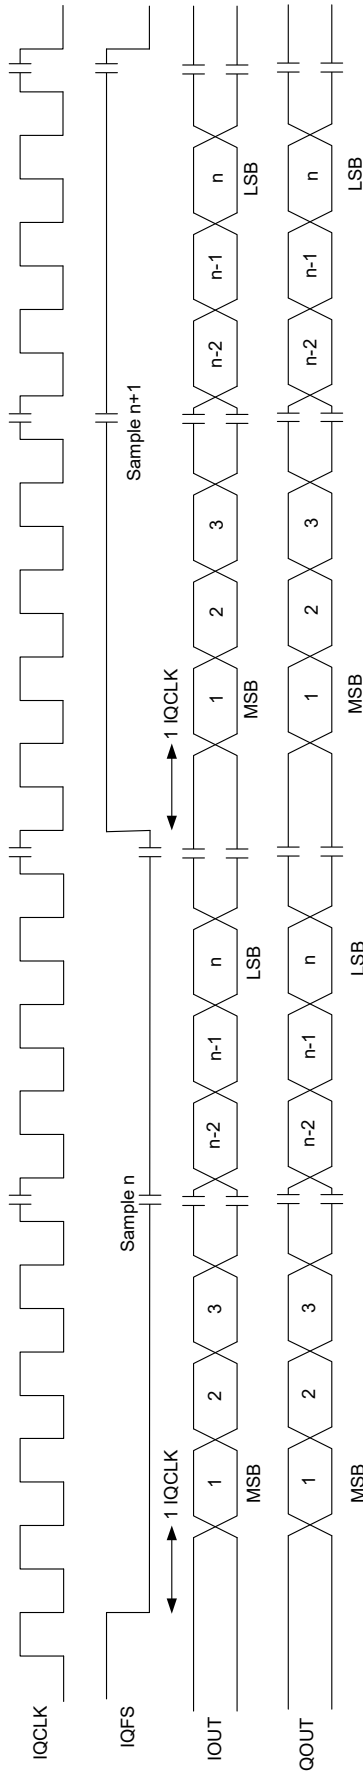 IQCLK
IQFS
Sample n
Sample n+1
1 IQCLK
1 IQCLK
IOUT
1 2 3 n-2 n-1 n 1 2 3 n-2 n-1 n
MSB LSB MSB LSB
QOUT
1 2 3 n-2 n-1 n 1 2 3 n-2 n-1 n
MSB LSB MSB LSB